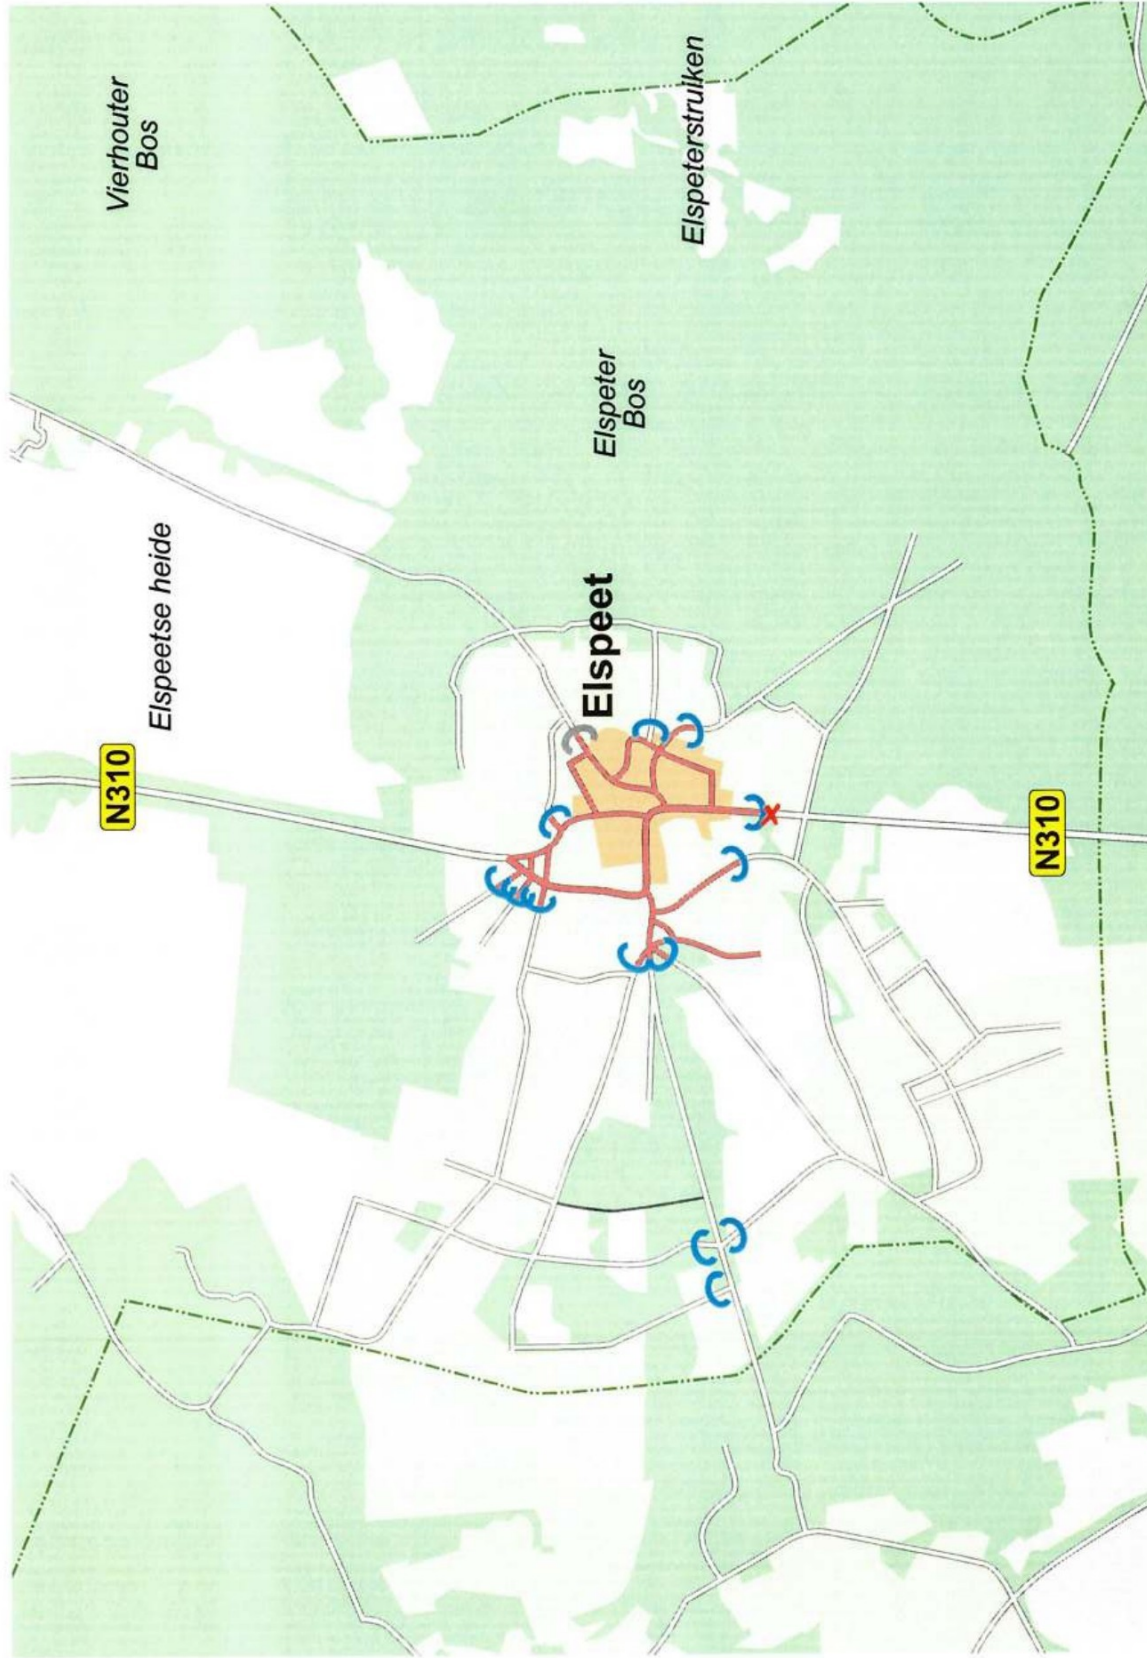 Vierhouter
Bos
Elspeetse heide
N310
Elspeet
Elspeter
Bos
Elspeterstruiken
N310